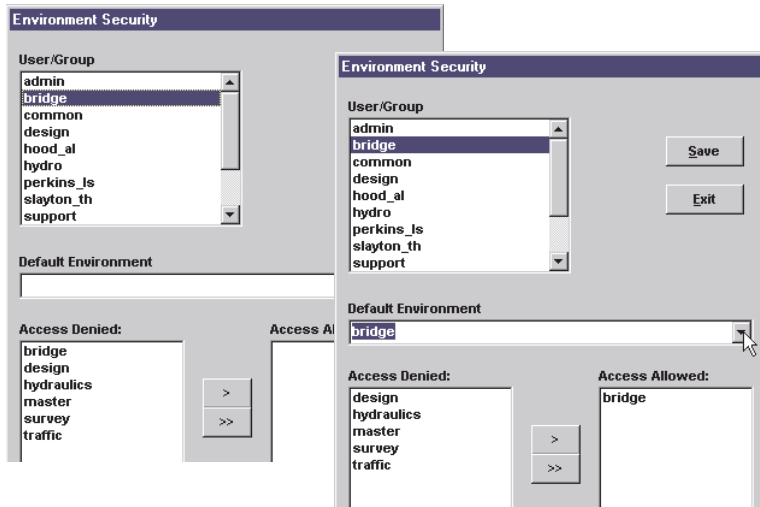 Environment Security
User/Group
admin
bridge
common
design
hood_al
hydro
perkins_ls
slayton_th
support
Default Environment
Access Denied:
Access Al
bridge
design
hydraulics
master
survey
traffic
>
>>
Environment Security
User/Group
admin
bridge
common
design
hood_al
hydro
perkins_ls
slayton_th
support
Save
Exit
Default Environment
bridge
Access Denied:
Access Allowed:
design
hydraulics
master
survey
traffic
>
>>
bridge